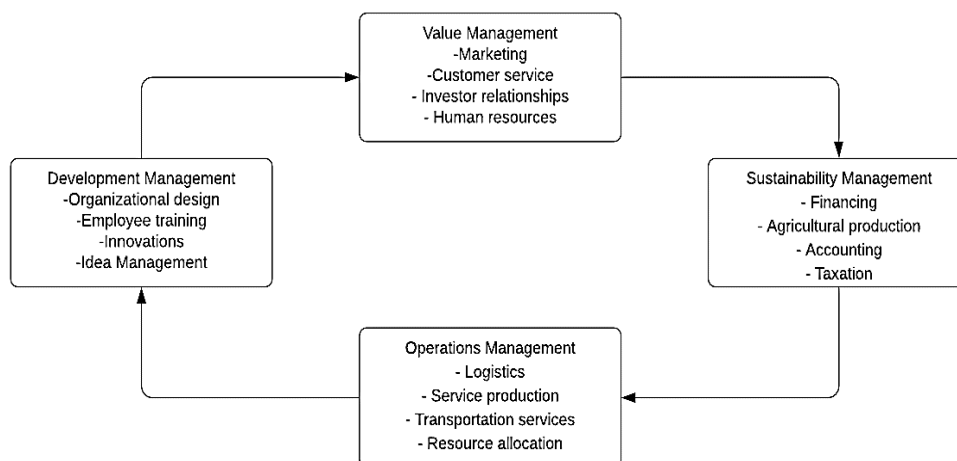 Value Management
-Marketing
-Customer service
- Investor relationships
- Human resources
Development Management
-Organizational design
-Employee training
-Innovations
-Idea Management
Sustainability Management
- Financing
- Agricultural production
- Accounting
- Taxation
Operations Management
- Logistics
- Service production
- Transportation services
- Resource allocation